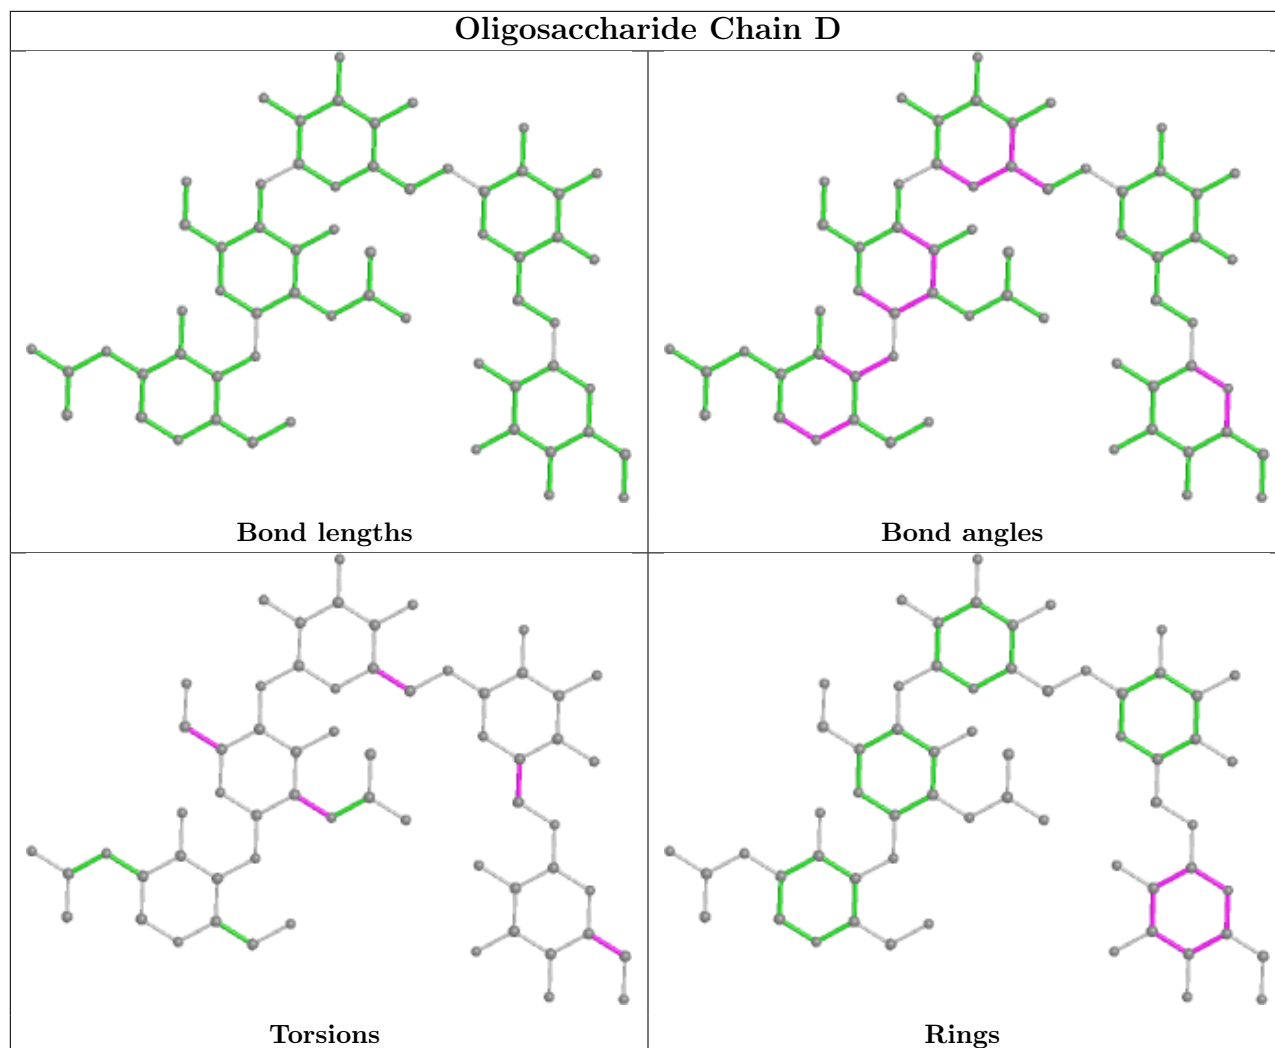 Oligosaccharide Chain D
Bond lengths
Bond angles
Torsions
Rings